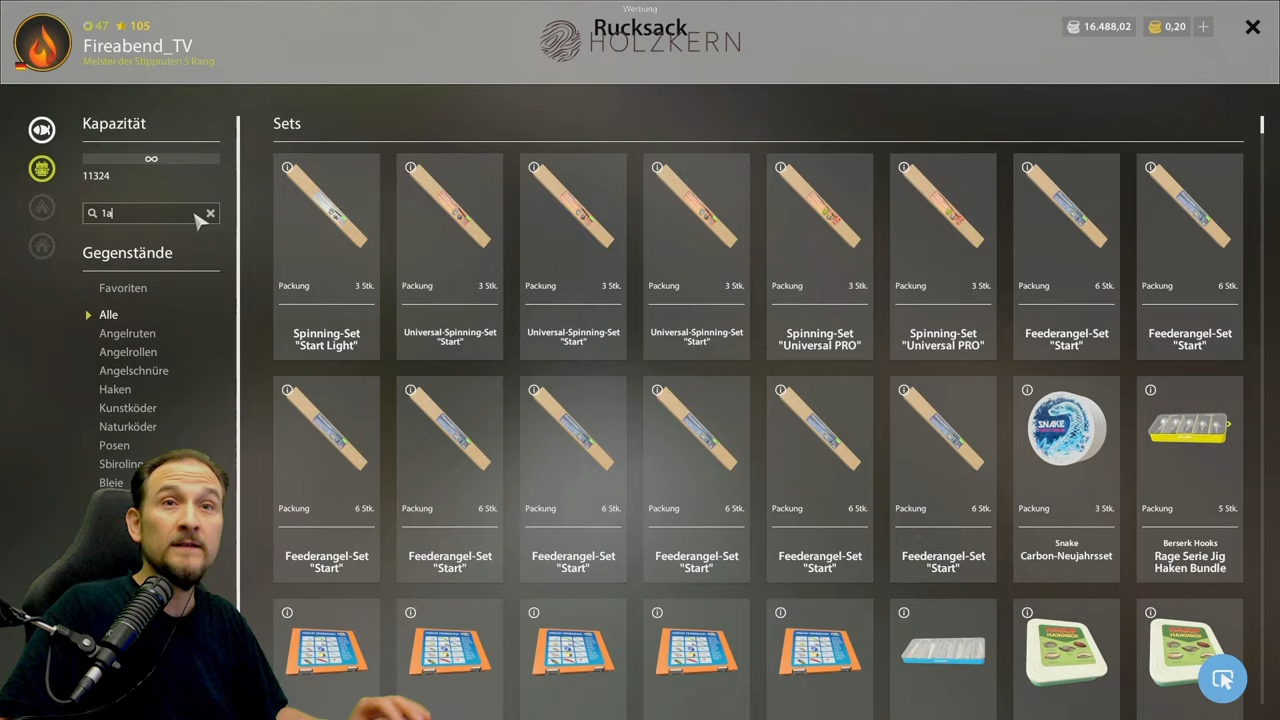 Werbung
Rucksack
HOLZKERN
47 105
Fireabend_TV
Meister der Stippruten 5 Rang
16.488,02
0,20
Kapazität
∞
11324
1a
Gegenstände
Favoriten
Alle
Angelruten
Angelrollen
Angelschnüre
Haken
Kunstköder
Naturköder
Posen
Sbiroling
Bleie
Sets
Packung 3 Stk.
Spinning-Set
"Start Light"
Packung 3 Stk.
Universal-Spinning-Set
"Start"
Packung 3 Stk.
Universal-Spinning-Set
"Start"
Packung 3 Stk.
Universal-Spinning-Set
"Start"
Packung 3 Stk.
Spinning-Set
"Universal PRO"
Packung 3 Stk.
Spinning-Set
"Universal PRO"
Packung 6 Stk.
Feederangel-Set
"Start"
Packung 6 Stk.
Feederangel-Set
"Start"
Packung 6 Stk.
Feederangel-Set
"Start"
Packung 6 Stk.
Feederangel-Set
"Start"
Packung 6 Stk.
Feederangel-Set
"Start"
Packung 6 Stk.
Feederangel-Set
"Start"
Packung 6 Stk.
Feederangel-Set
"Start"
Packung 6 Stk.
Feederangel-Set
"Start"
SNAKE
Packung 3 Stk.
Snake
Carbon-Neujahrsset
Packung 5 Stk.
Berserk Hooks
Rage Serie Jig
Haken Bundle